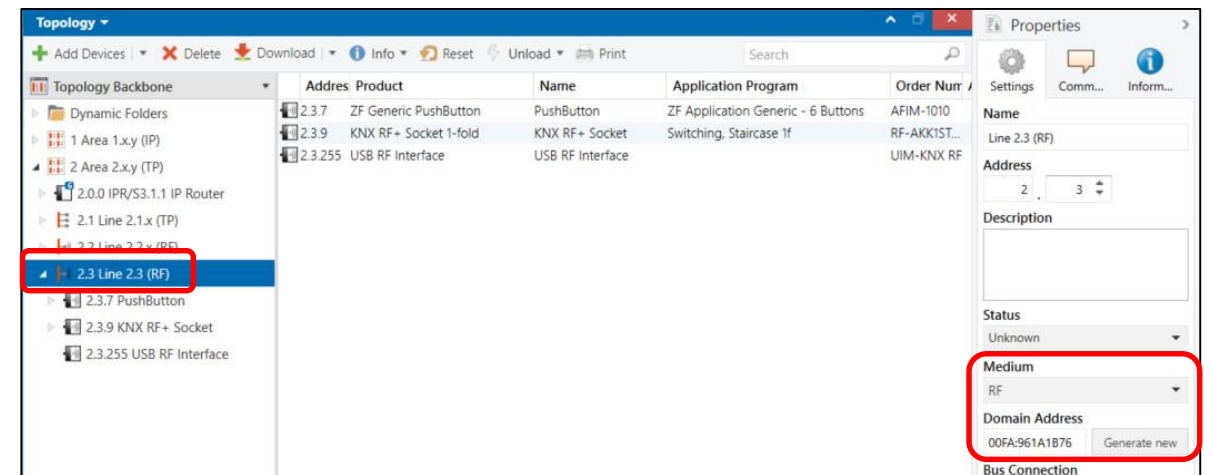 Topology
Add Devices Delete Download Info Reset Unload Print Search
Topology Backbone
Dynamic Folders
1 Area 1.x.y (IP)
2 Area 2.x.y (TP)
2.0.0 IPR/S3.1.1 IP Router
2.1 Line 2.1.x (TP)
2.2 Line 2.2.x (RF)
2.3 Line 2.3 (RF)
2.3.7 PushButton
2.3.9 KNX RF+ Socket
2.3.255 USB RF Interface
Addres Product Name Application Program Order Num
2.3.7 ZF Generic PushButton PushButton ZF Application Generic - 6 Buttons AFIM-1010
2.3.9 KNX RF+ Socket 1-fold KNX RF+ Socket Switching, Staircase 1f RF-AKK1ST...
2.3.255 USB RF Interface USB RF Interface UIM-KNX RF
Properties
Settings Comm... Inform...
Name
Line 2.3 (RF)
Address
2 . 3
Description
Status
Unknown
Medium
RF
Domain Address
00FA:961A1B76 Generate new
Bus Connection